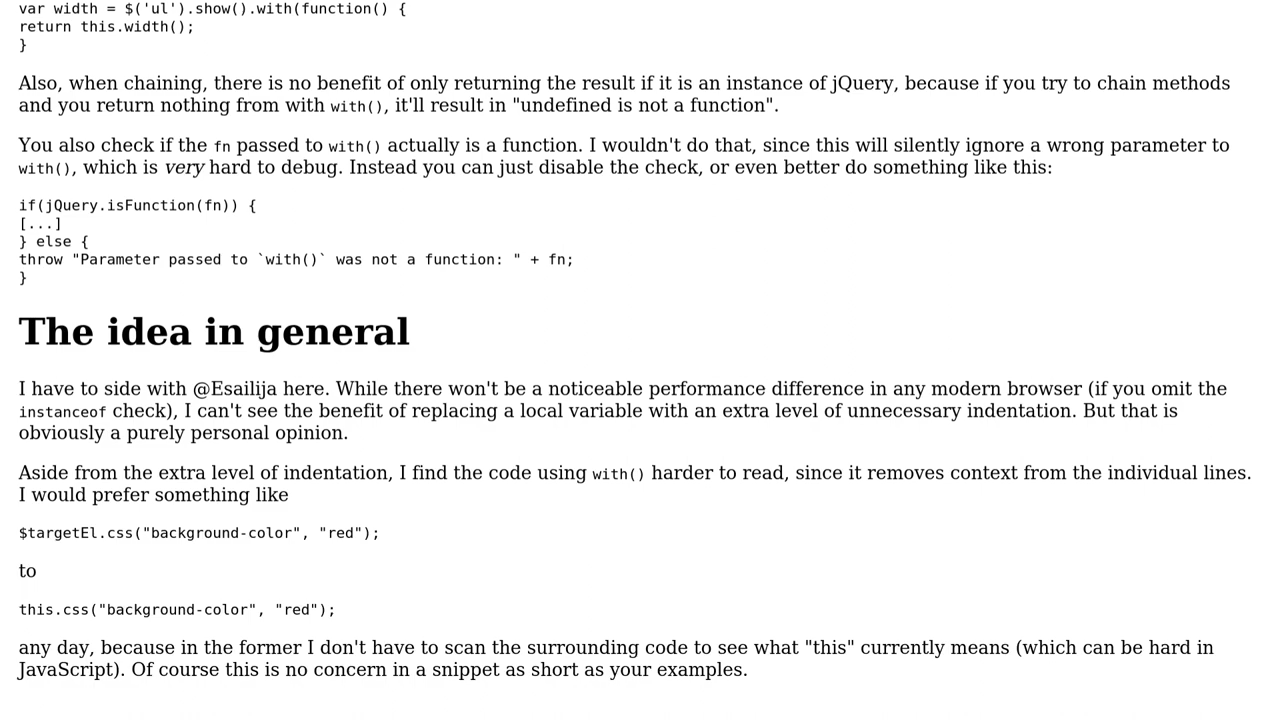 var width = $('ul').show().with(function() {
return this.width();
}
Also, when chaining, there is no benefit of only returning the result if it is an instance of jQuery, because if you try to chain methods
and you return nothing from with with(), it'll result in "undefined is not a function".
You also check if the fn passed to with() actually is a function. I wouldn't do that, since this will silently ignore a wrong parameter to
with(), which is very hard to debug. Instead you can just disable the check, or even better do something like this:
if(jQuery.isFunction(fn)) {
[...]
} else {
throw "Parameter passed to `with()` was not a function: " + fn;
}
The idea in general
I have to side with @Esailija here. While there won't be a noticeable performance difference in any modern browser (if you omit the
instanceof check), I can't see the benefit of replacing a local variable with an extra level of unnecessary indentation. But that is
obviously a purely personal opinion.
Aside from the extra level of indentation, I find the code using with() harder to read, since it removes context from the individual lines.
I would prefer something like
$targetEl.css("background-color", "red");
to
this.css("background-color", "red");
any day, because in the former I don't have to scan the surrounding code to see what "this" currently means (which can be hard in
JavaScript). Of course this is no concern in a snippet as short as your examples.